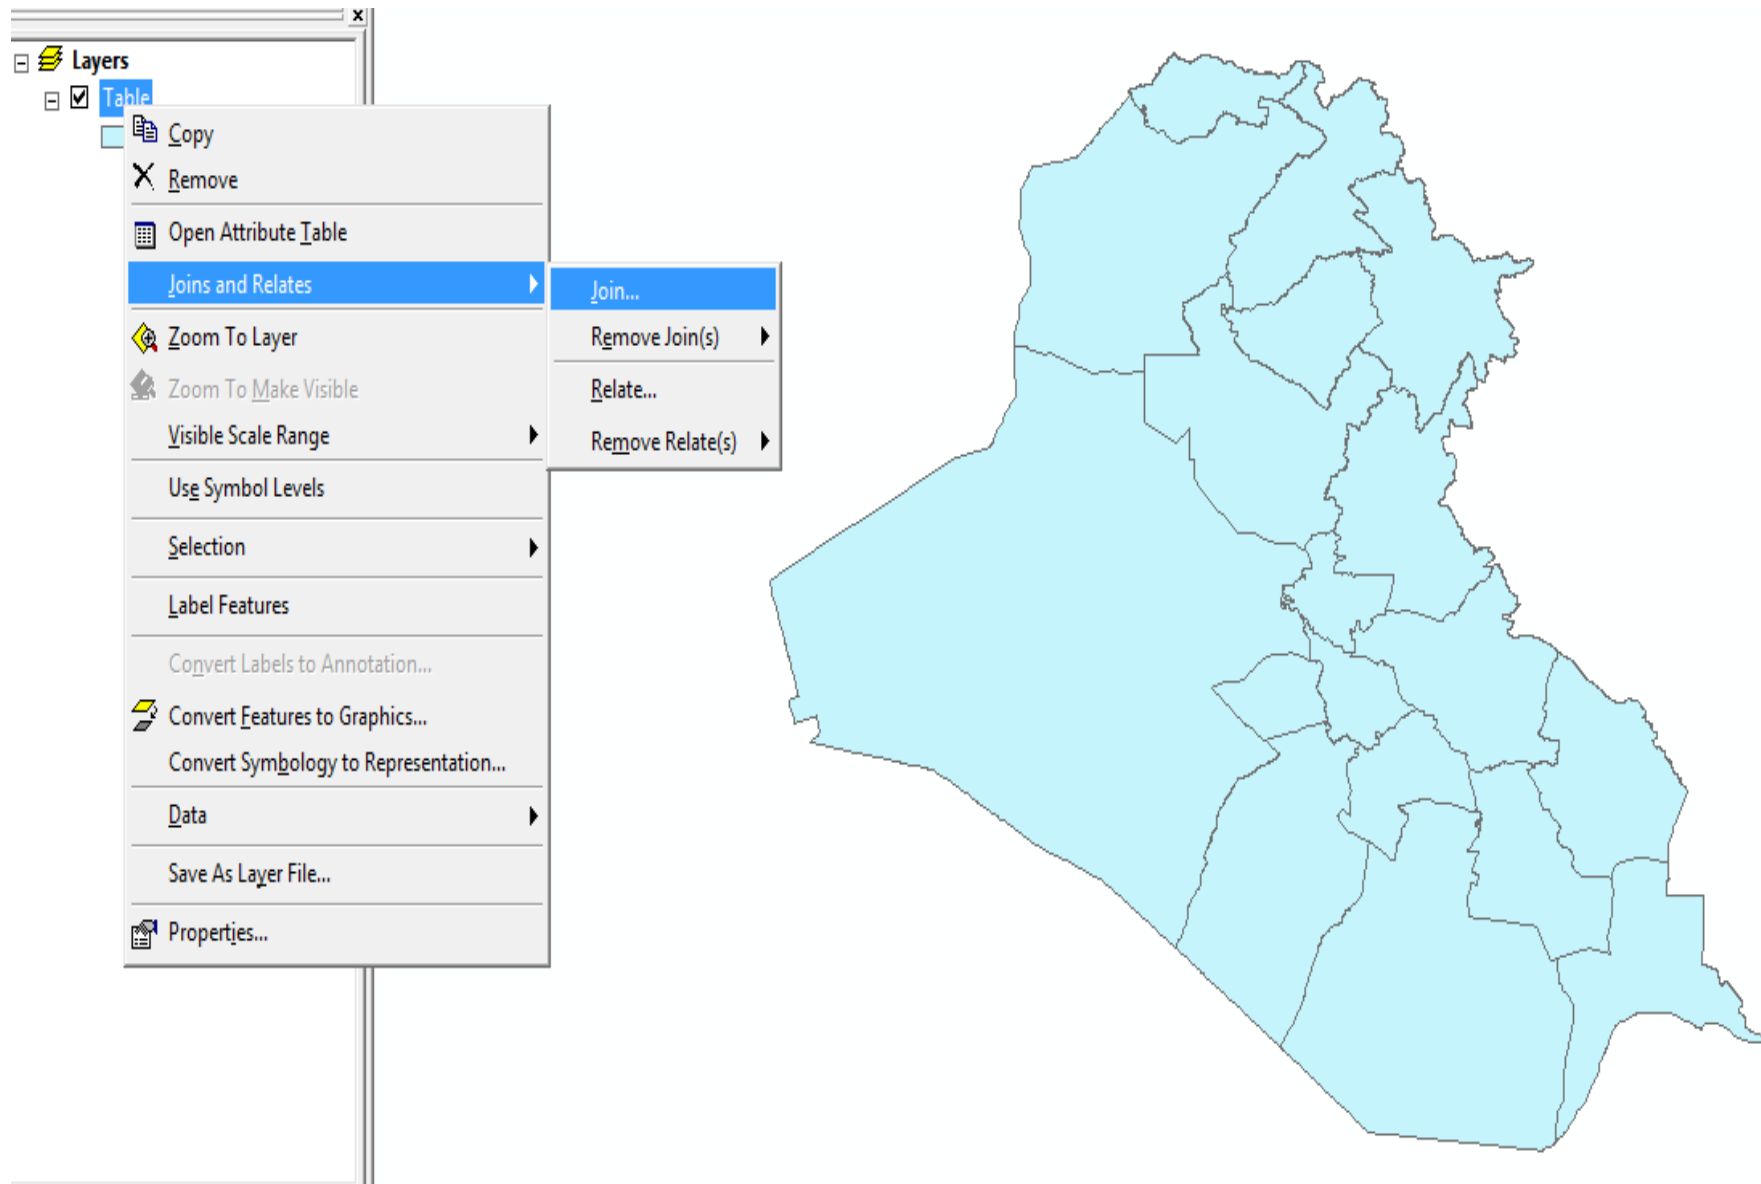 x
Layers
Table
Copy
Remove
Open Attribute Table
Joins and Relates
Zoom To Layer
Zoom To Make Visible
Visible Scale Range
Use Symbol Levels
Selection
Label Features
Convert Labels to Annotation...
Convert Features to Graphics...
Convert Symbology to Representation...
Data
Save As Layer File...
Properties...
Join...
Remove Join(s)
Relate...
Remove Relate(s)